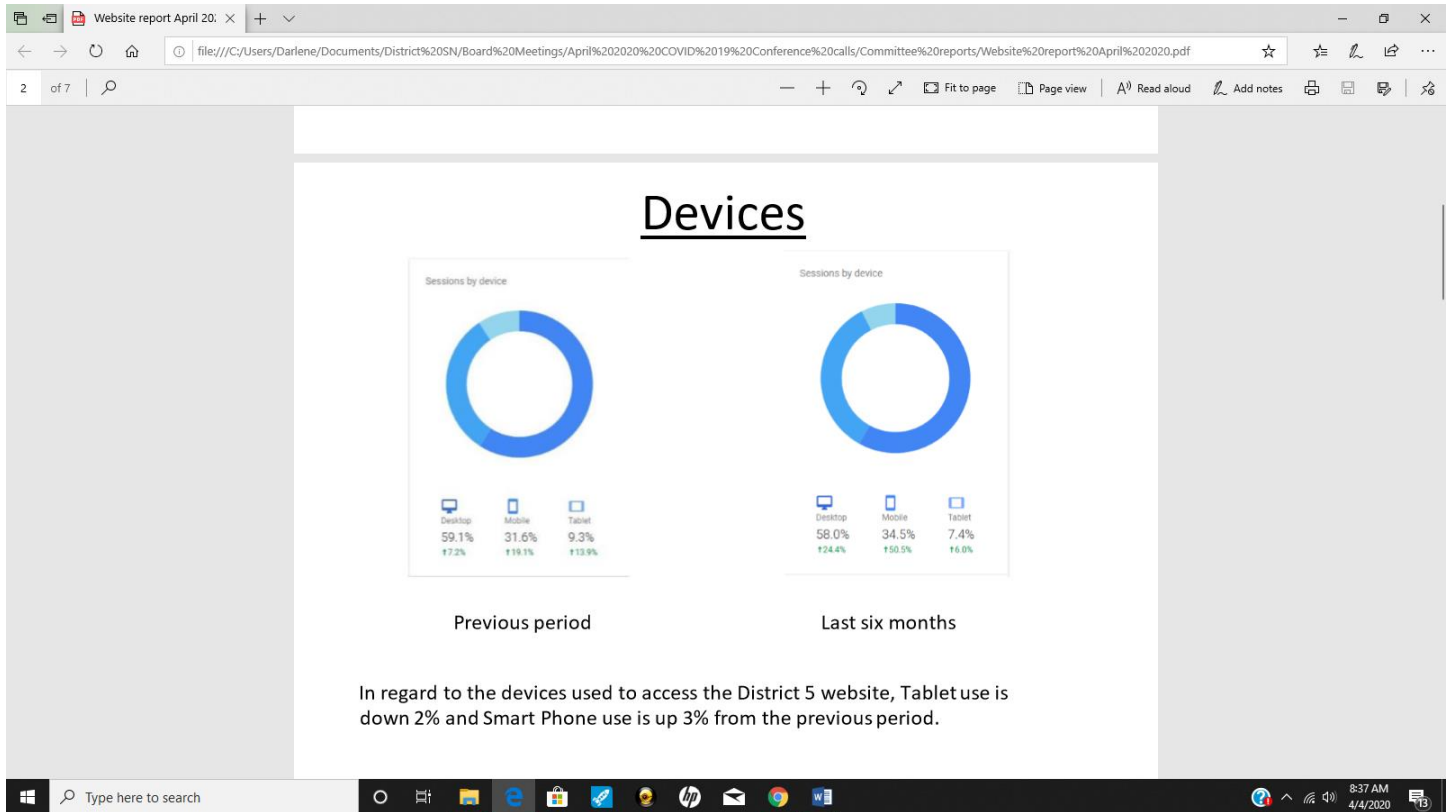 Website report April 20
file:///C:/Users/Darlene/Documents/District%20SN/Board%20Meetings/April%202020%20COVID%2019%20Conference%20calls/Committee%20reports/Website%20report%20April%202020.pdf
2 of 7 Fit to page Page view Read aloud Add notes
Devices
Sessions by device Sessions by device
Desktop Mobile Tablet Desktop Mobile Tablet
59.1% 31.6% 9.3% 58.0% 34.5% 7.4%
↑7.2% ↑19.1% ↑13.9% ↑24.4% ↑50.5% ↑6.0%
Previous period Last six months
In regard to the devices used to access the District 5 website, Tablet use is
down 2% and Smart Phone use is up 3% from the previous period.
Type here to search
8:37 AM
4/4/2020
13